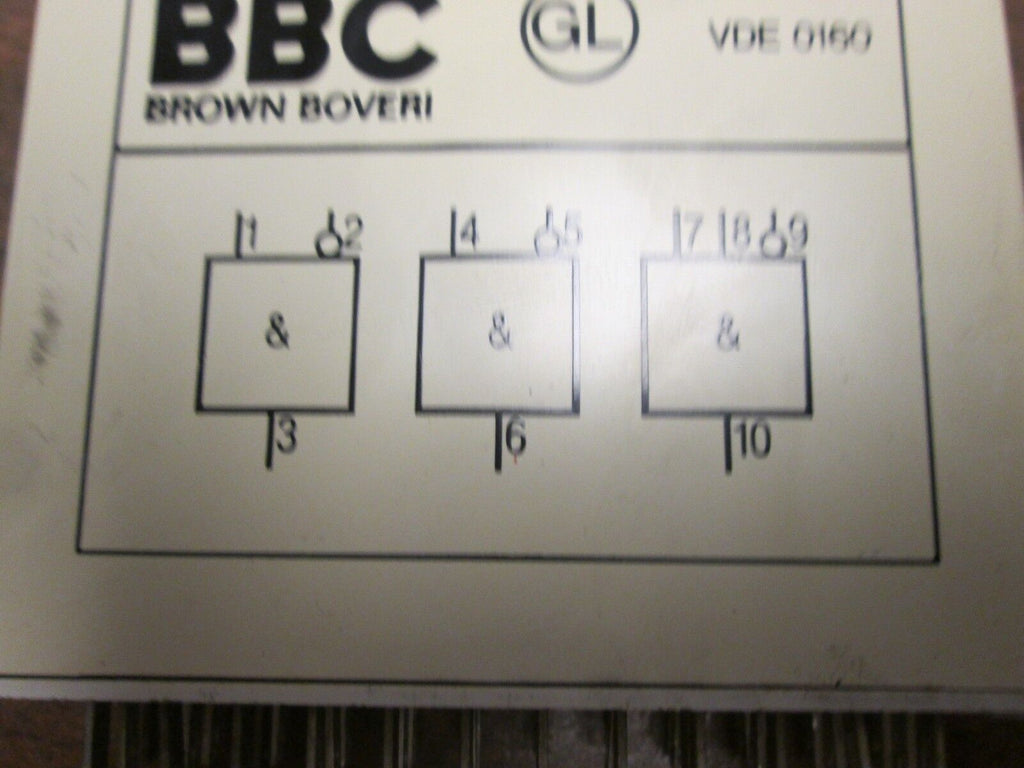 BBC GL VDE 0160
BROWN BOVERI
1 2 4 5 7 8 9
& & &
3 6 10